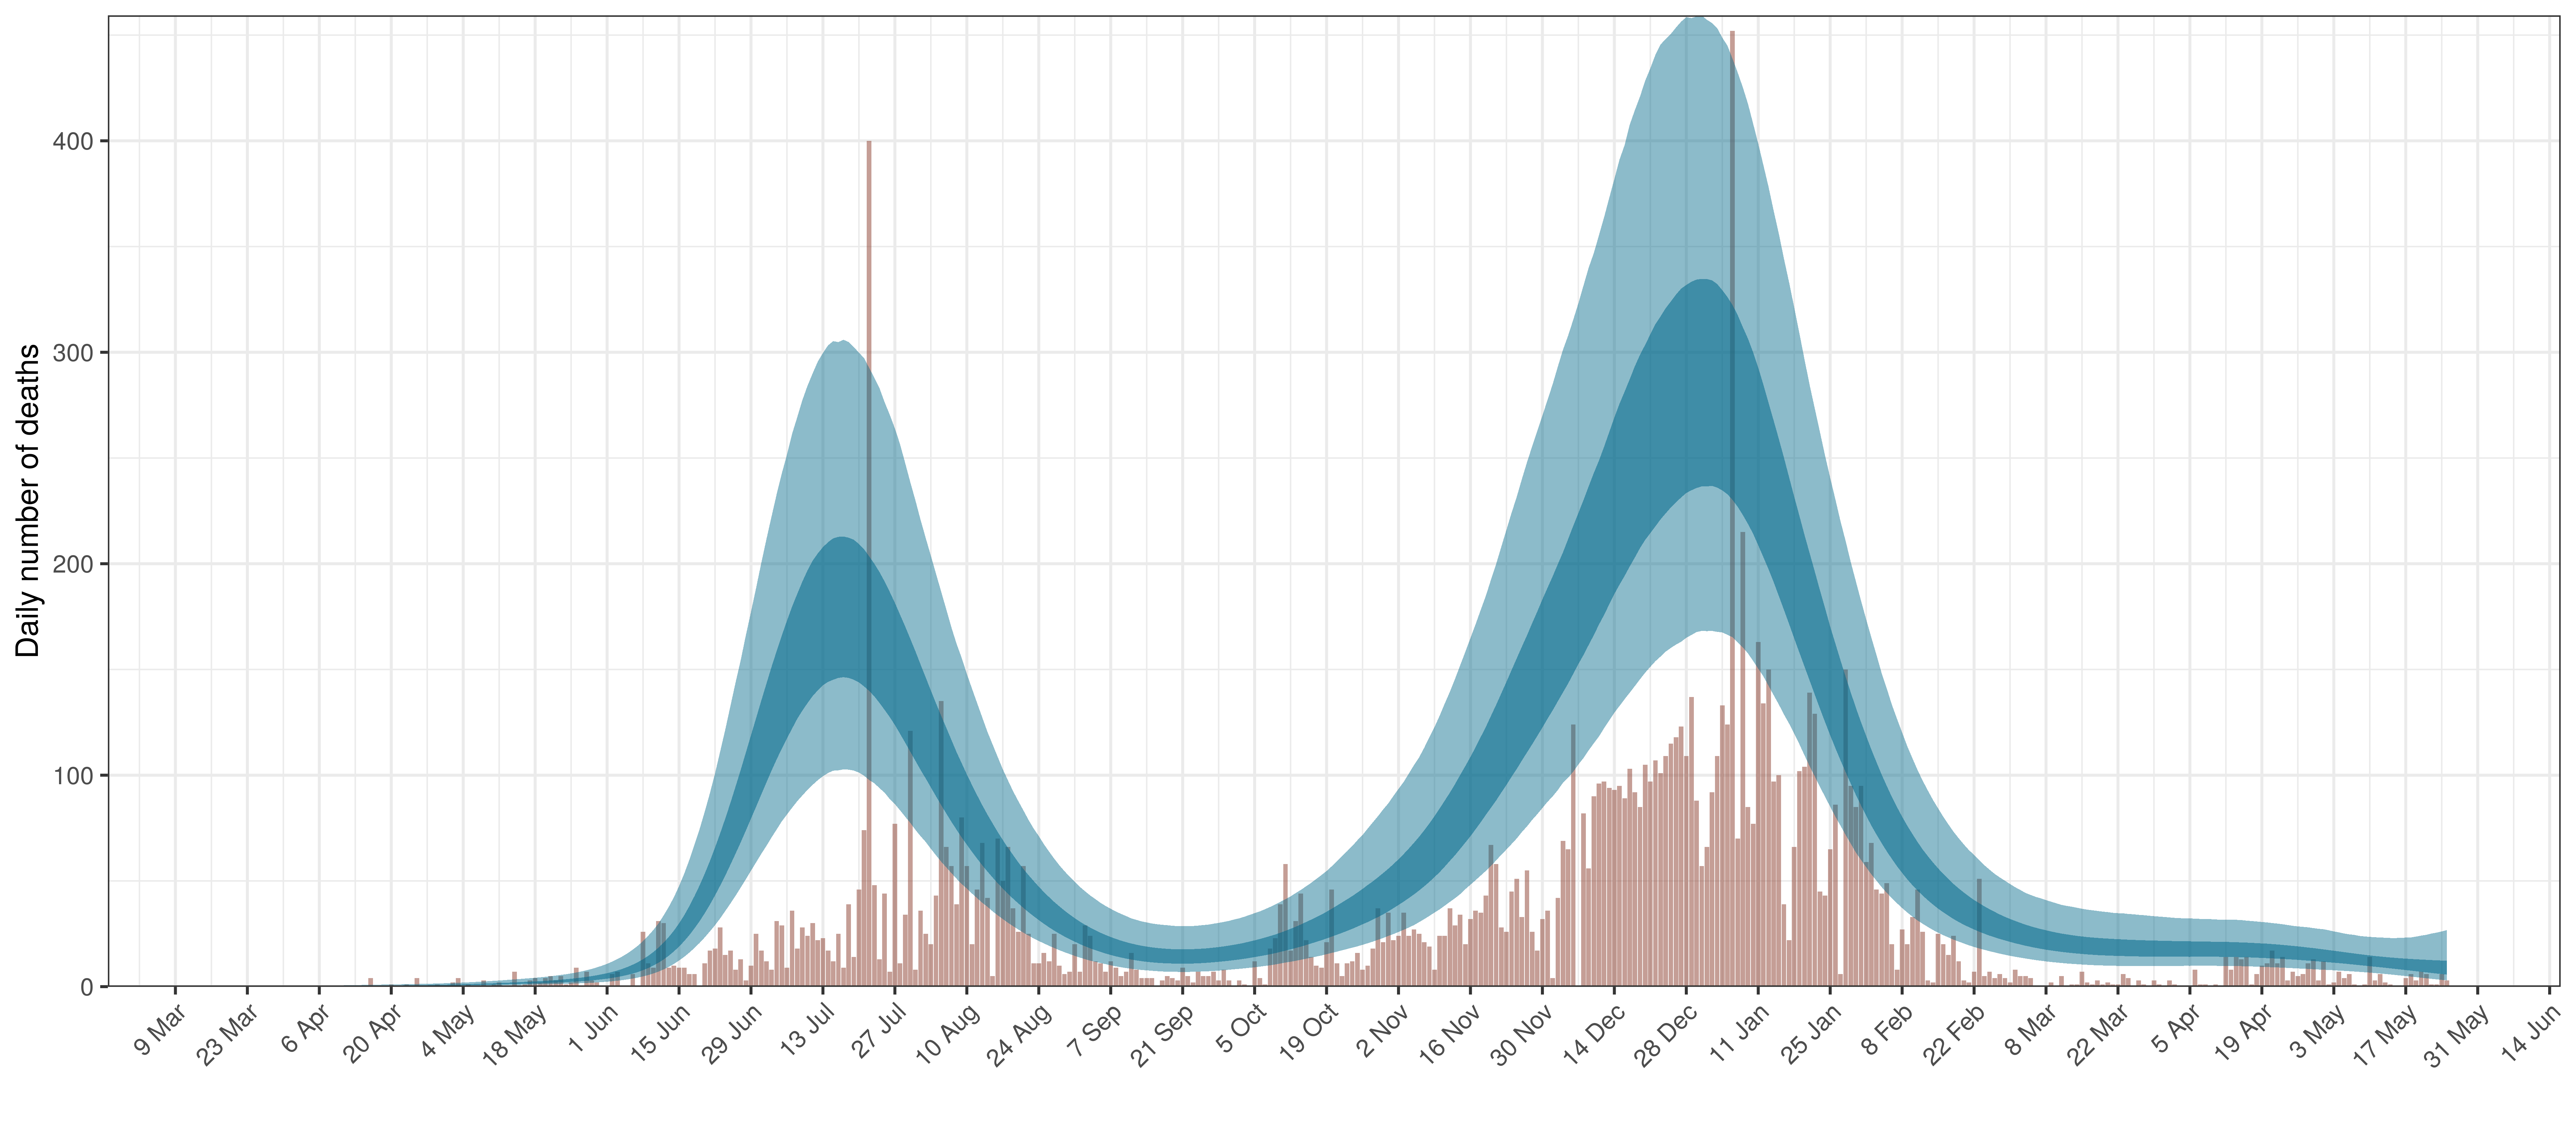 Daily number of deaths
400
300
200
100
0
9 Mar
23 Mar
6 Apr
20 Apr
4 May
18 May
1 Jun
15 Jun
29 Jun
13 Jul
27 Jul
10 Aug
24 Aug
7 Sep
21 Sep
5 Oct
19 Oct
2 Nov
16 Nov
30 Nov
14 Dec
28 Dec
11 Jan
25 Jan
8 Feb
22 Feb
8 Mar
22 Mar
5 Apr
19 Apr
3 May
17 May
31 May
14 Jun